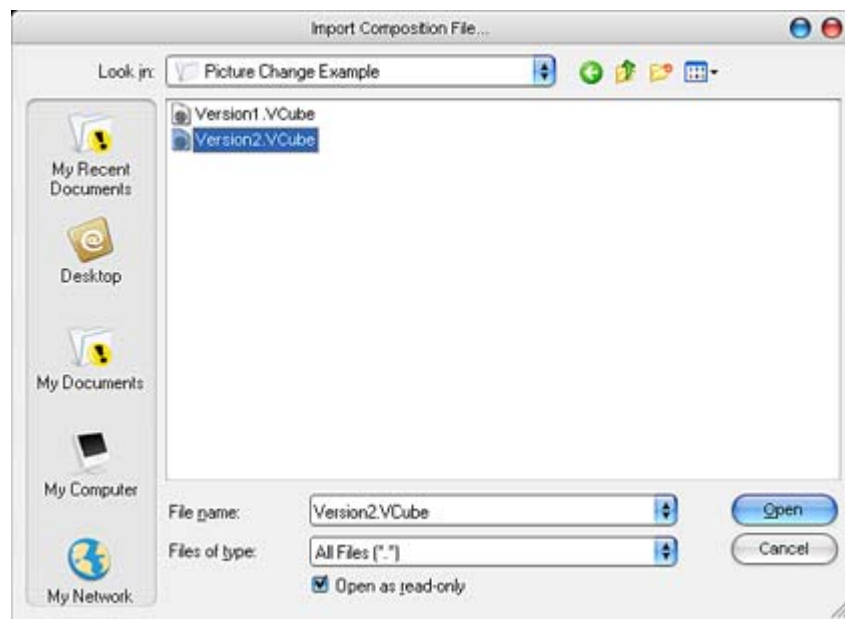 Import Composition File...
Look in: Picture Change Example
Version1.VCube
Version2.VCube
My Recent
Documents
Desktop
My Documents
My Computer
My Network
File name: Version2.VCube
Open
Files of type: All Files (".")
Cancel
Open as read-only